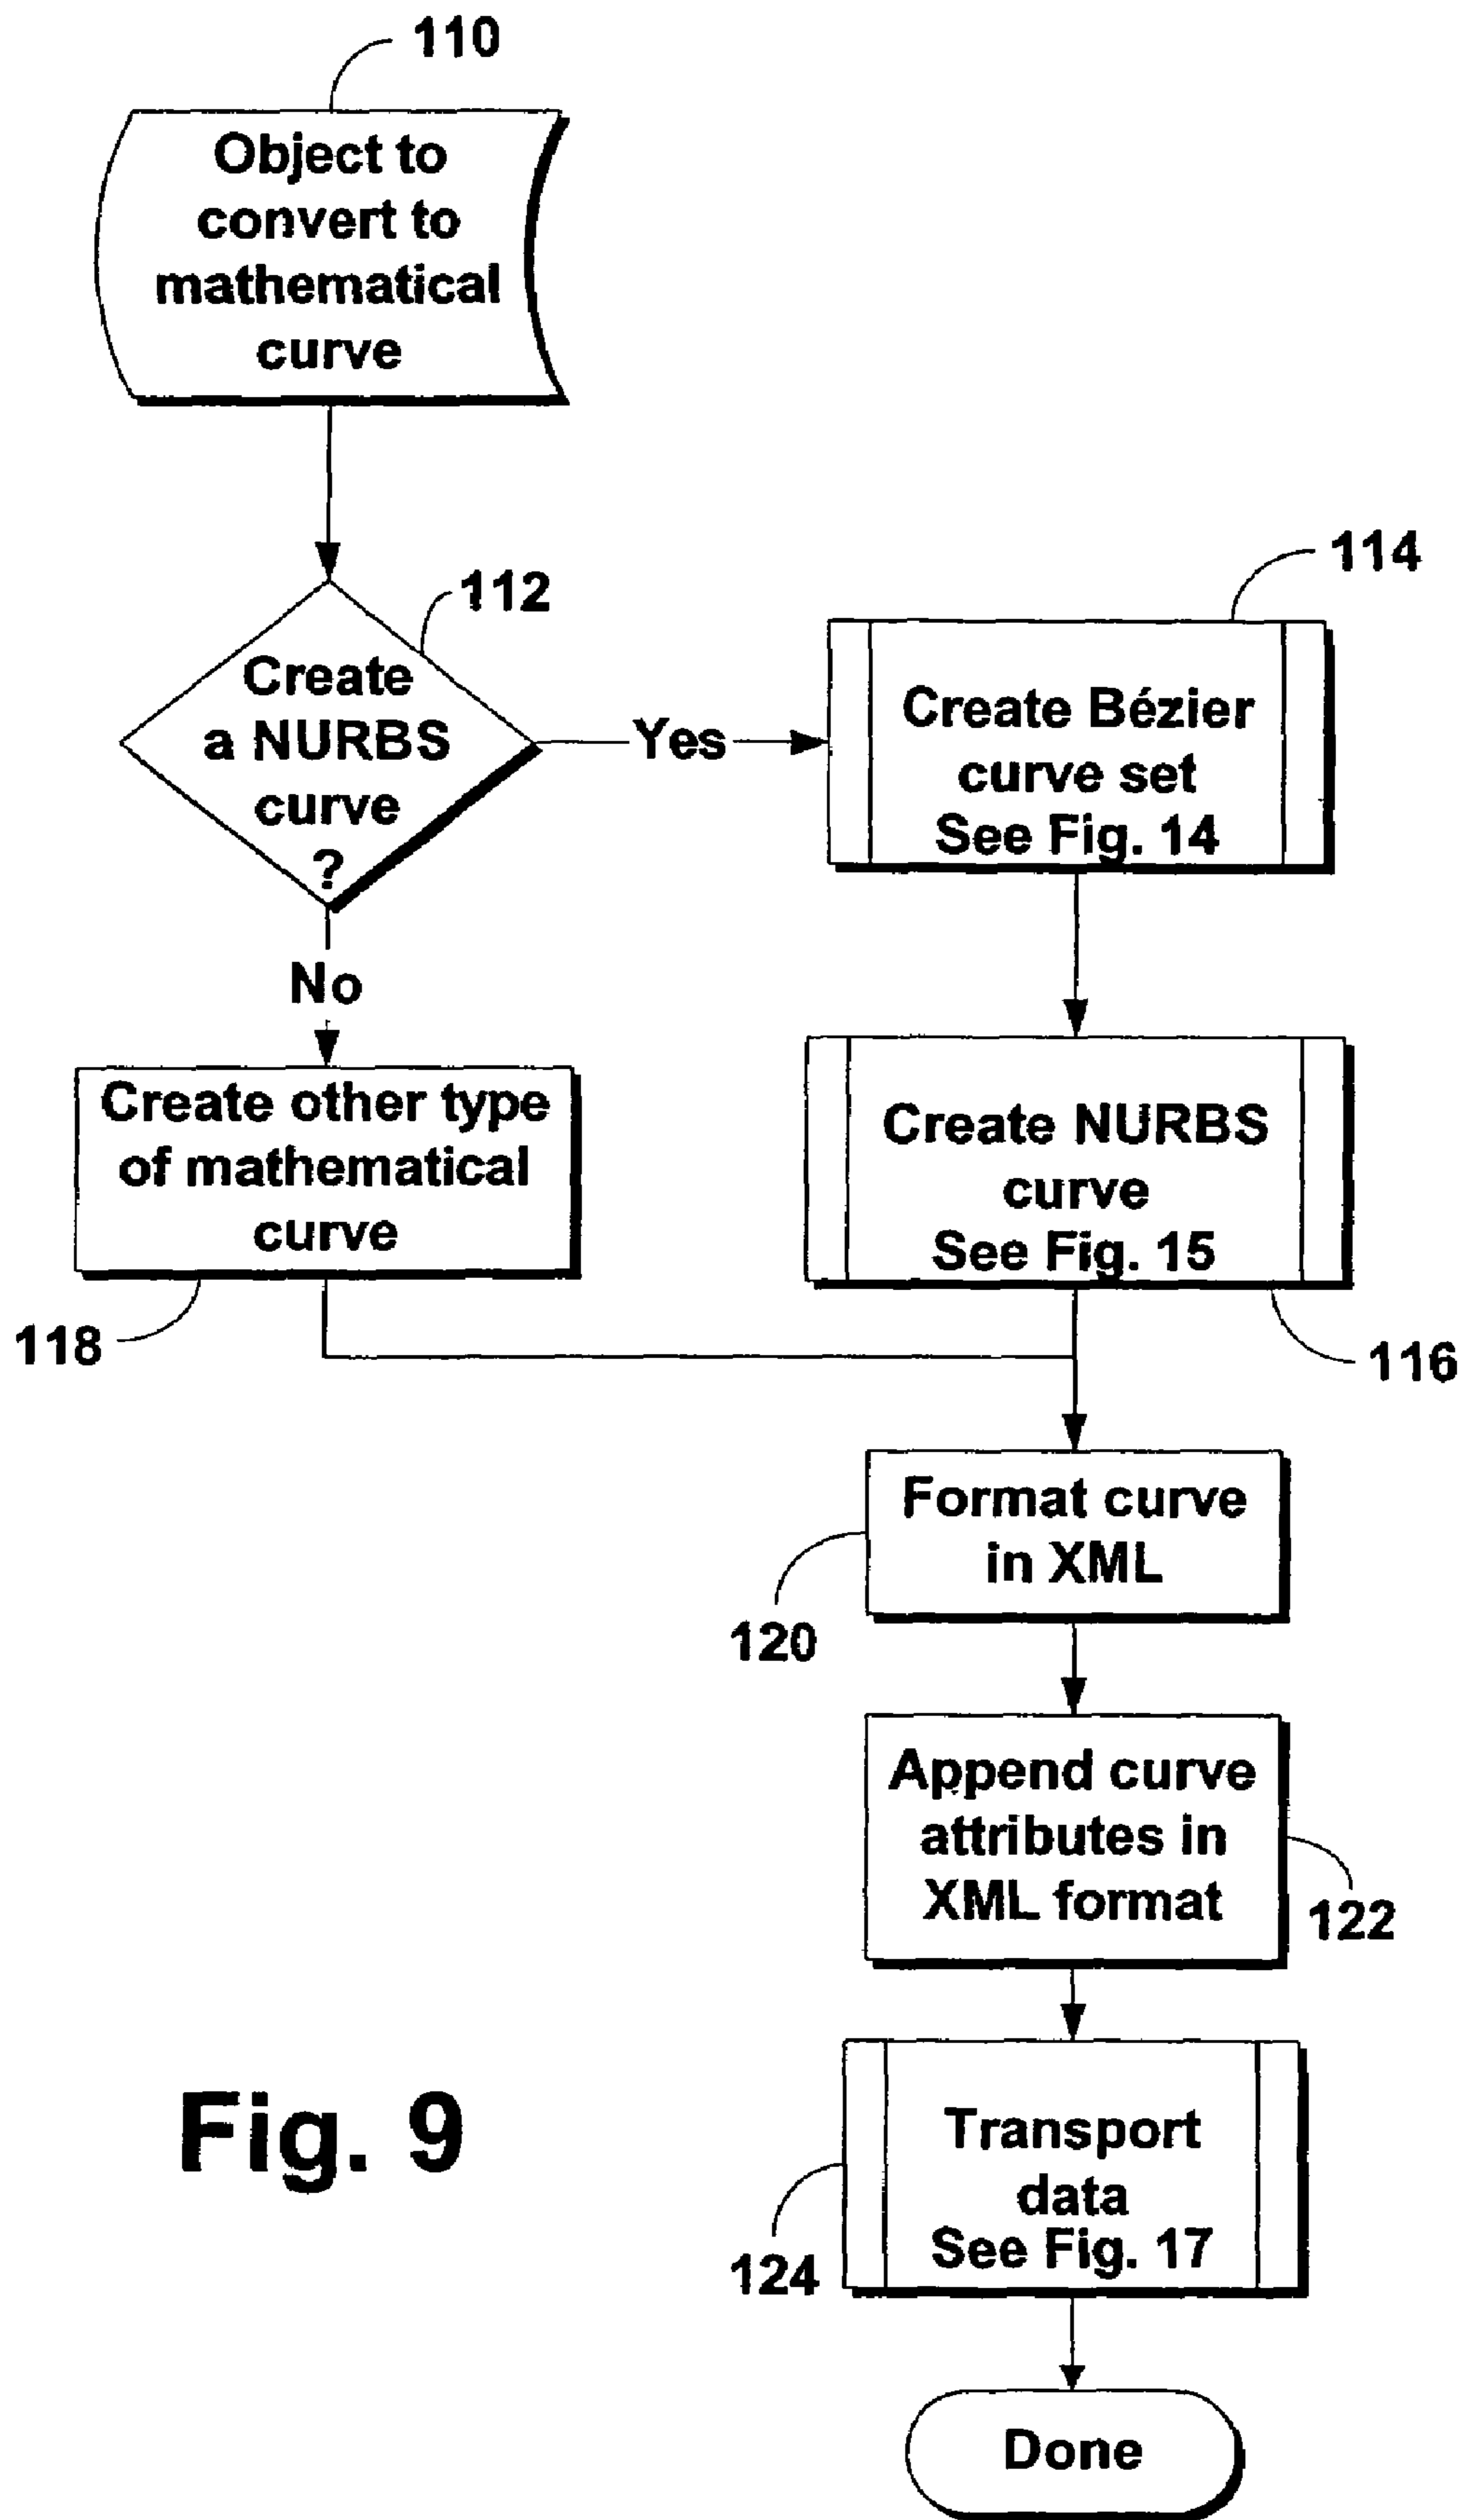 110
Object to
convert to
mathematical
curve
112
Create
a NURBS
curve
?
Yes
No
114
Create Bézier
curve set
See Fig. 14
Create NURBS
curve
See Fig. 15
116
Create other type
of mathematical
curve
118
Format curve
in XML
120
Append curve
attributes in
XML format
122
Transport
data
See Fig. 17
124
Done
Fig. 9